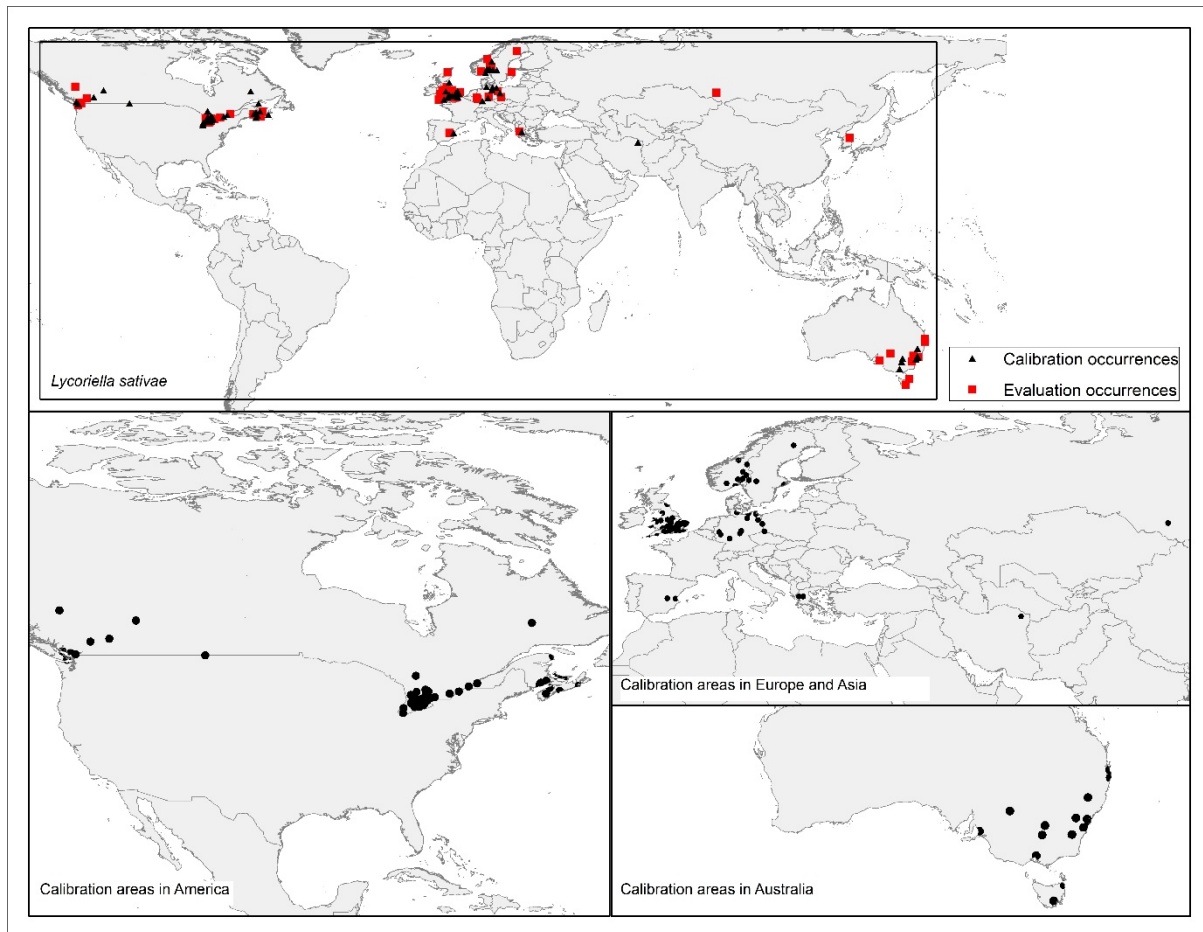 Lycoriella sativae
Calibration occurrences
Evaluation occurrences
Calibration areas in America
Calibration areas in Europe and Asia
Calibration areas in Australia